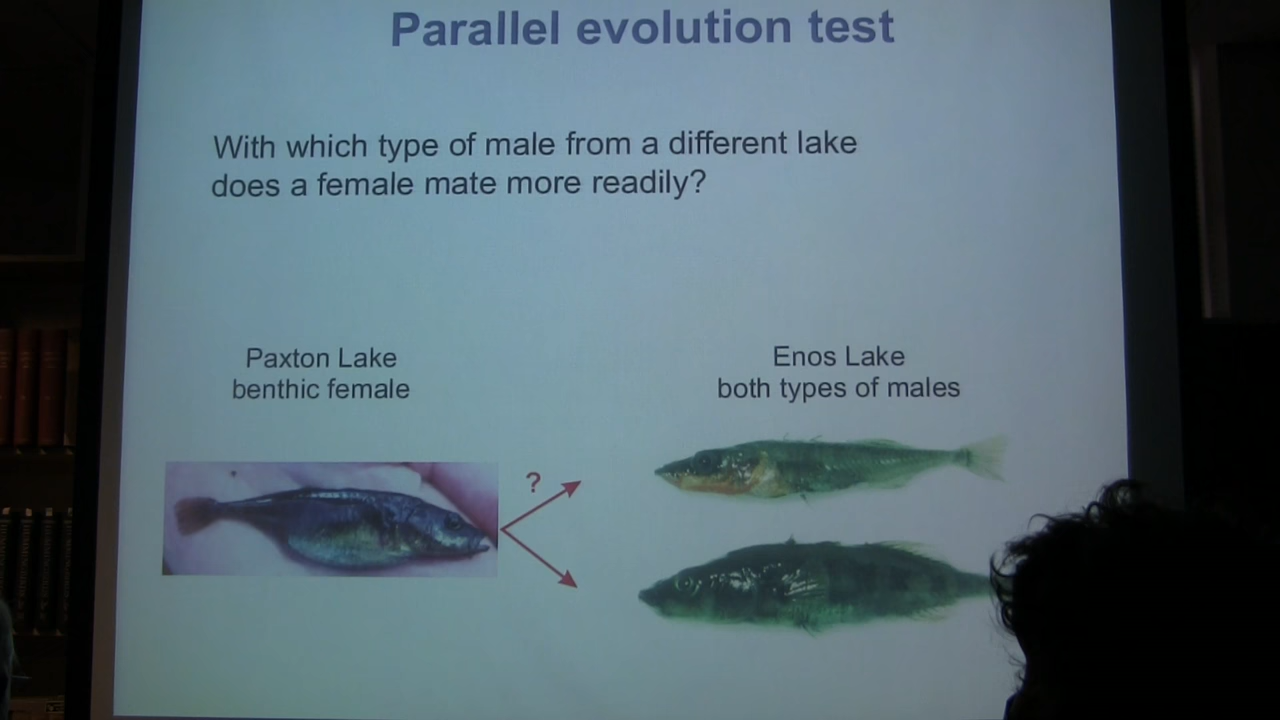 Parallel evolution test
With which type of male from a different lake
does a female mate more readily?
Paxton Lake
benthic female
Enos Lake
both types of males
?